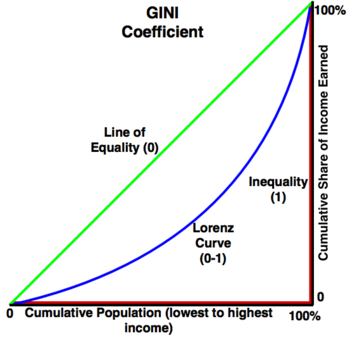 GINI
Coefficient
100%
Line of
Equality (0)
Inequality
(1)
Lorenz
Curve
(0-1)
Cumulative Share of Income Earned
0
0
Cumulative Population (lowest to highest
income)
100%